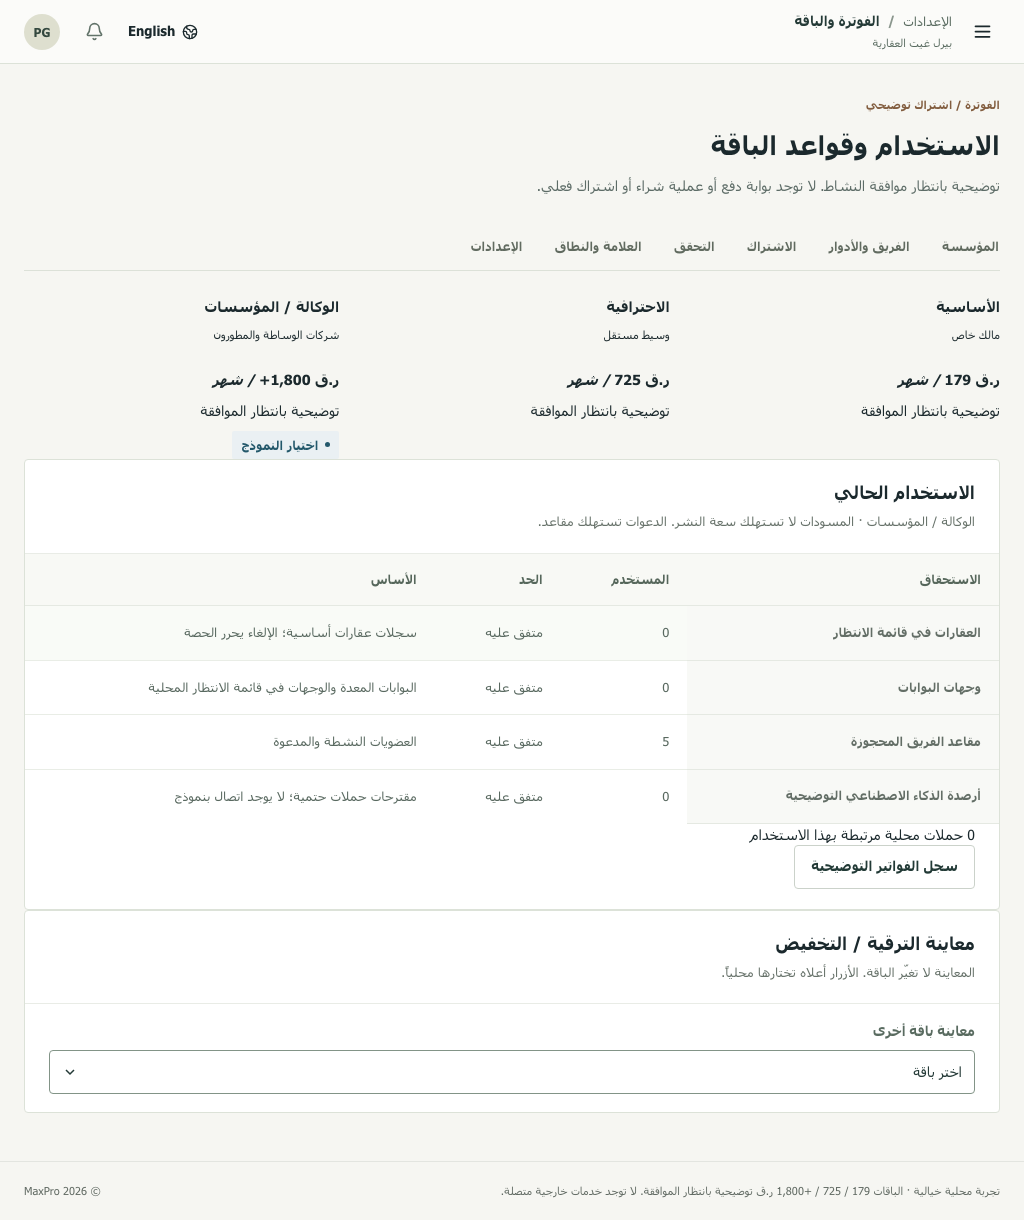 الإعدادات / الفوترة والباقة
بيرل غيت العقارية
English
PG
الفوترة / اشتراك توضيحي
الاستخدام وقواعد الباقة
توضيحية بانتظار موافقة النشاط. لا توجد بوابة دفع أو عملية شراء أو اشتراك فعلي.
المؤسسة الفريق والأدوار الاشتراك التحقق العلامة والنطاق الإعدادات
الأساسية
مالك خاص
ر.ق 179 / شهر
توضيحية بانتظار الموافقة
الاحترافية
وسيط مستقل
ر.ق 725 / شهر
توضيحية بانتظار الموافقة
الوكالة / المؤسسات
شركات الوساطة والمطورون
ر.ق 1,800+ / شهر
توضيحية بانتظار الموافقة
• اختيار النموذج
الاستخدام الحالي
الوكالة / المؤسسات · المسودات لا تستهلك سعة النشر. الدعوات تستهلك مقاعد.
الاستحقاق المستخدم الحد الأساس
العقارات في قائمة الانتظار 0 متفق عليه سجلات عقارات أساسية؛ الإلغاء يحرر الحصة
وجهات البوابات 0 متفق عليه البوابات المعدة والوجهات في قائمة الانتظار المحلية
مقاعد الفريق المحجوزة 5 متفق عليه العضويات النشطة والمدعوة
أرصدة الذكاء الاصطناعي التوضيحية 0 متفق عليه مقترحات حملات حتمية؛ لا يوجد اتصال بنموذج
0 حملات محلية مرتبطة بهذا الاستخدام
سجل الفواتير التوضيحية
معاينة الترقية / التخفيض
المعاينة لا تغيّر الباقة. الأزرار أعلاه تختارها محلياً.
معاينة باقة أخرى
اختر باقة
تجربة محلية خيالية · الباقات 179 / 725 / +1,800 ر.ق توضيحية بانتظار الموافقة. لا توجد خدمات خارجية متصلة.
MaxPro 2026 ©